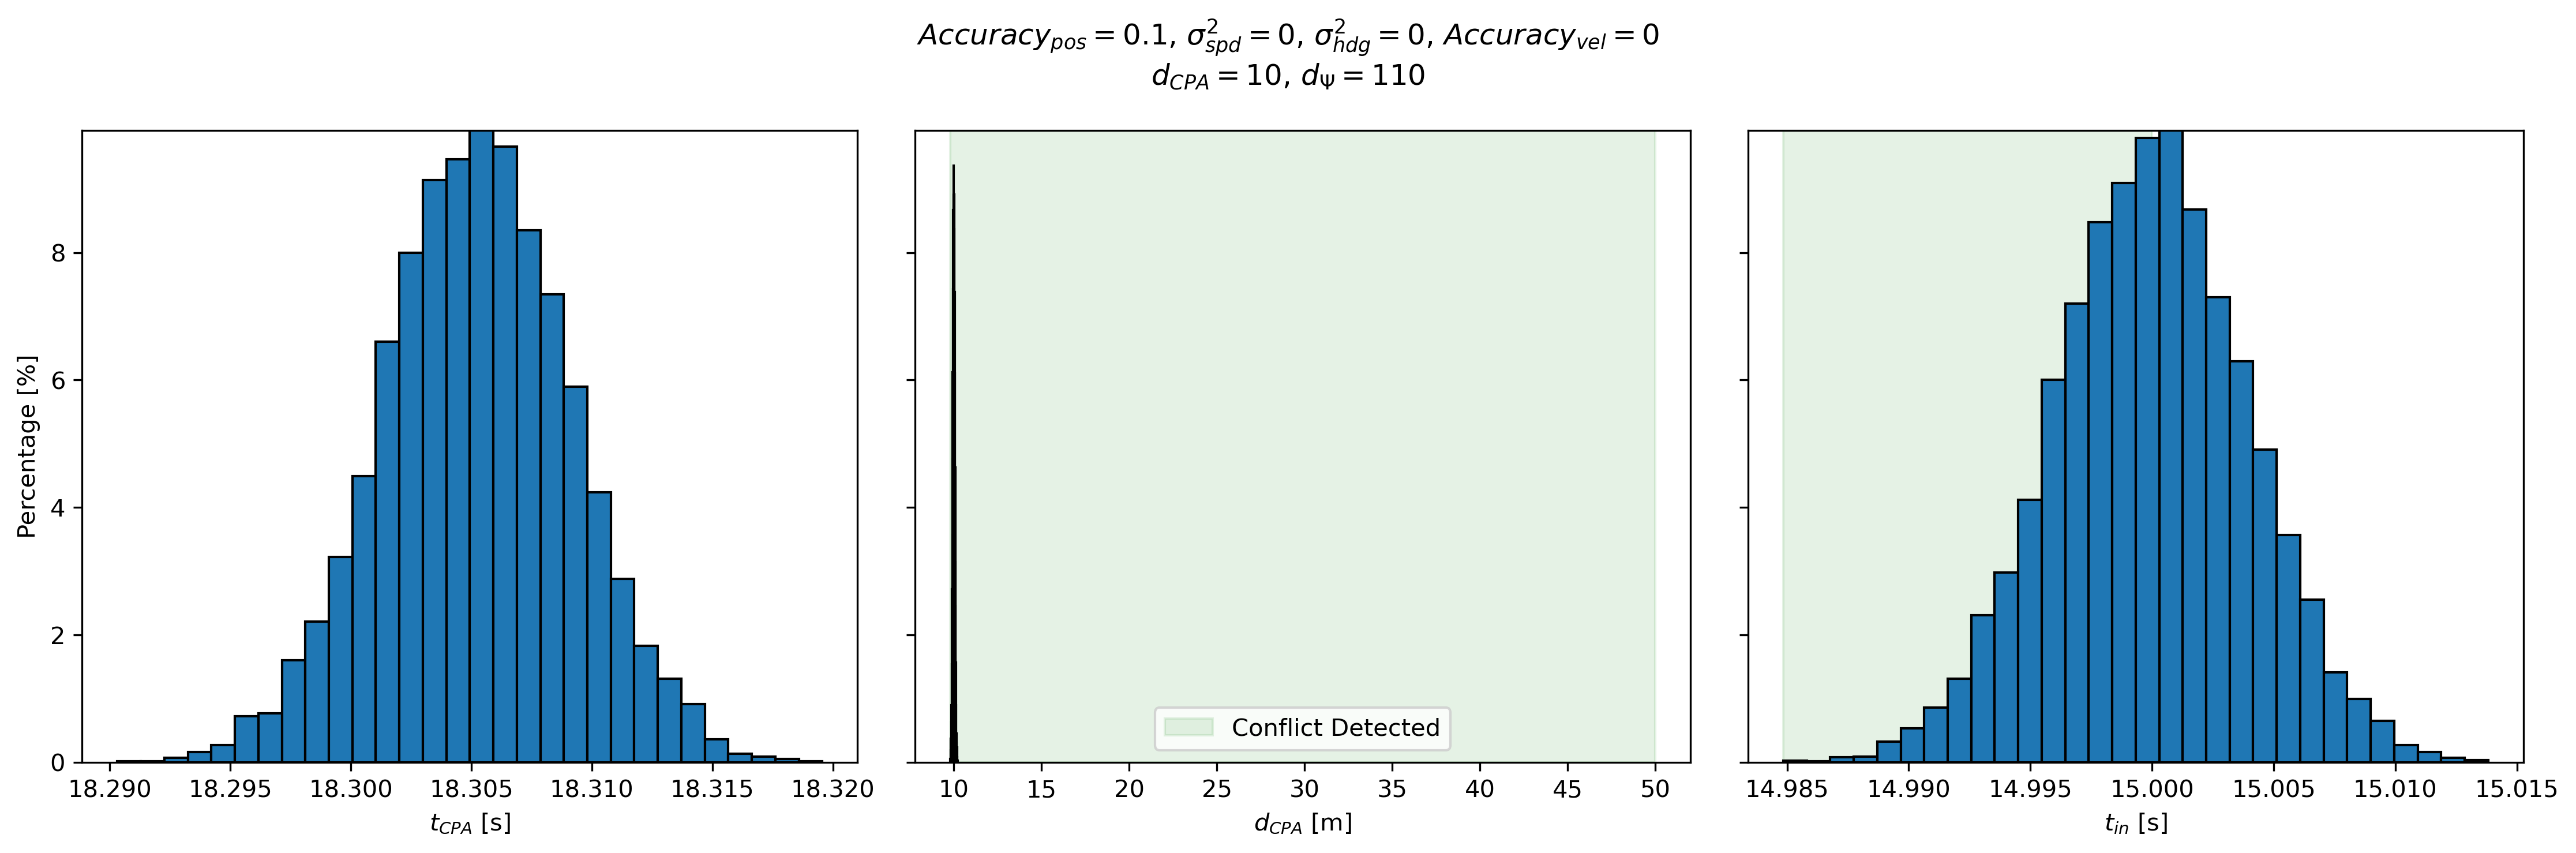 Accuracy_pos = 0.1, σ²_spd = 0, σ²_hdg = 0, Accuracy_vel = 0
d_CPA = 10, d_Ψ = 110
Percentage [%]
8
6
4
2
0
18.290 18.295 18.300 18.305 18.310 18.315 18.320
t_CPA [s]
Conflict Detected
10 15 20 25 30 35 40 45 50
d_CPA [m]
14.985 14.990 14.995 15.000 15.005 15.010 15.015
t_in [s]